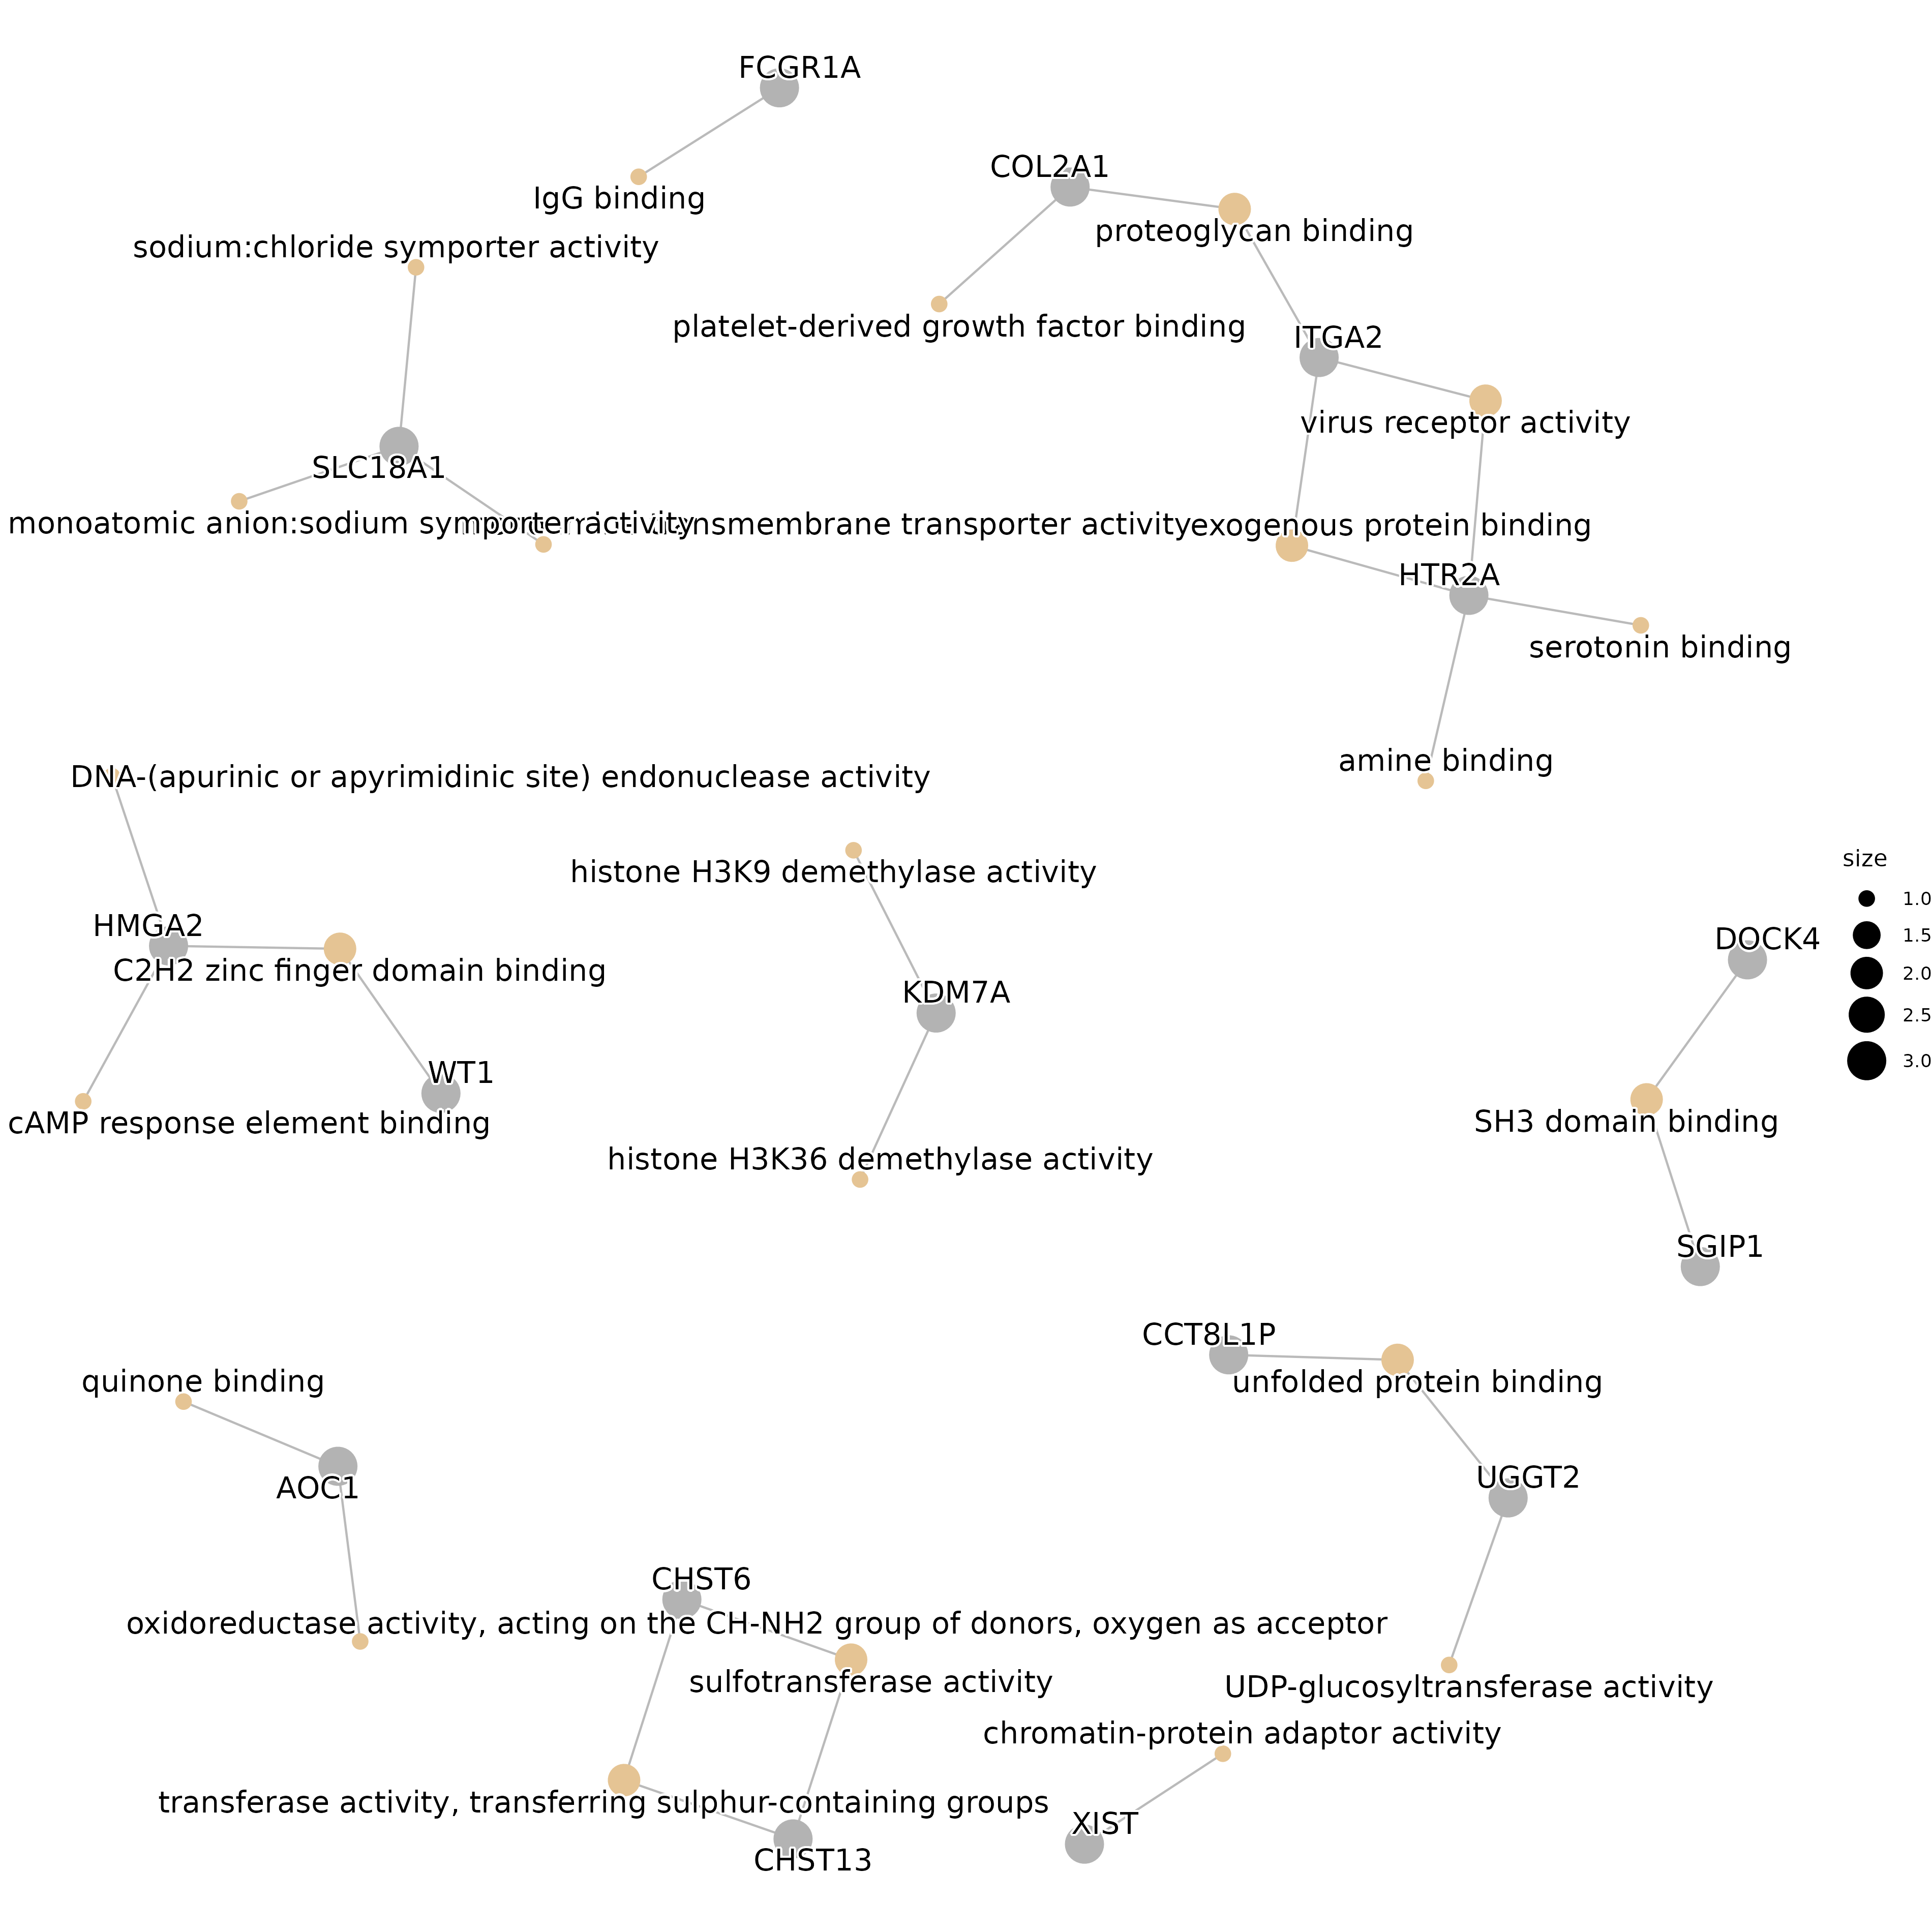 FCGR1A
IgG binding
COL2A1
proteoglycan binding
sodium:chloride symporter activity
platelet-derived growth factor binding
ITGA2
virus receptor activity
SLC18A1
monoatomic anion:sodium symporter activity
transmembrane transporter activity
exogenous protein binding
HTR2A
serotonin binding
amine binding
DNA-(apurinic or apyrimidinic site) endonuclease activity
histone H3K9 demethylase activity
size
1.0
1.5
2.0
2.5
3.0
HMGA2
C2H2 zinc finger domain binding
DOCK4
KDM7A
WT1
cAMP response element binding
SH3 domain binding
histone H3K36 demethylase activity
SGIP1
CCT8L1P
unfolded protein binding
quinone binding
AOC1
UGGT2
CHST6
oxidoreductase activity, acting on the CH-NH2 group of donors, oxygen as acceptor
sulfotransferase activity
UDP-glucosyltransferase activity
chromatin-protein adaptor activity
transferase activity, transferring sulphur-containing groups
XIST
CHST13